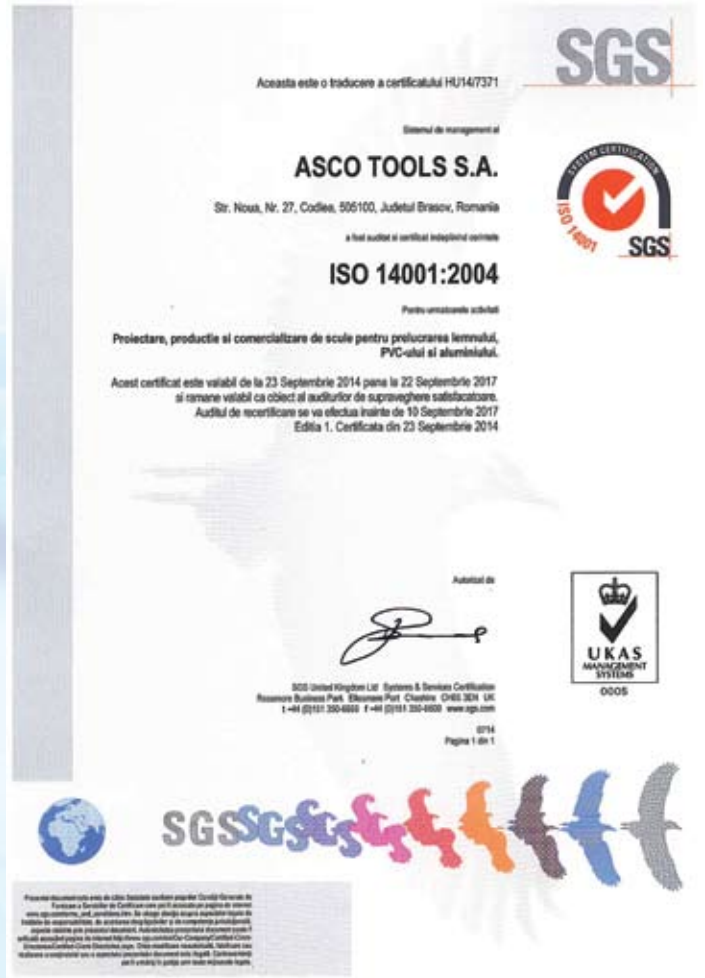 SGS
Aceasta este o traducere a certificatului HU14/7371
Sistemul de management al
ASCO TOOLS S.A.
Str. Noua, Nr. 27, Codlea, 505100, Judetul Brasov, Romania
SYSTEM CERTIFICATION
ISO 14001
SGS
a fost auditat si certificat indeplinind cerintele
ISO 14001:2004
Pentru urmatoarele activitati
Proiectare, productie si comercializare de scule pentru prelucrarea lemnului,
PVC-ului si aluminiului.
Acest certificat este valabil de la 23 Septembrie 2014 pana la 22 Septembrie 2017
si ramane valabil ca obiect al auditurilor de supraveghere satisfacatoare.
Auditul de recertificare se va efectua inainte de 10 Septembrie 2017
Editia 1. Certificata din 23 Septembrie 2014
Autorizat de
SGS United Kingdom Ltd Systems & Services Certification
Rossmore Business Park Ellesmere Port Cheshire CH65 3EN UK
t +44 (0)151 350-6666 f +44 (0)151 350-6600 www.sgs.com
0714
Pagina 1 din 1
UKAS
MANAGEMENT
SYSTEMS
0005
SGSSGSSGS